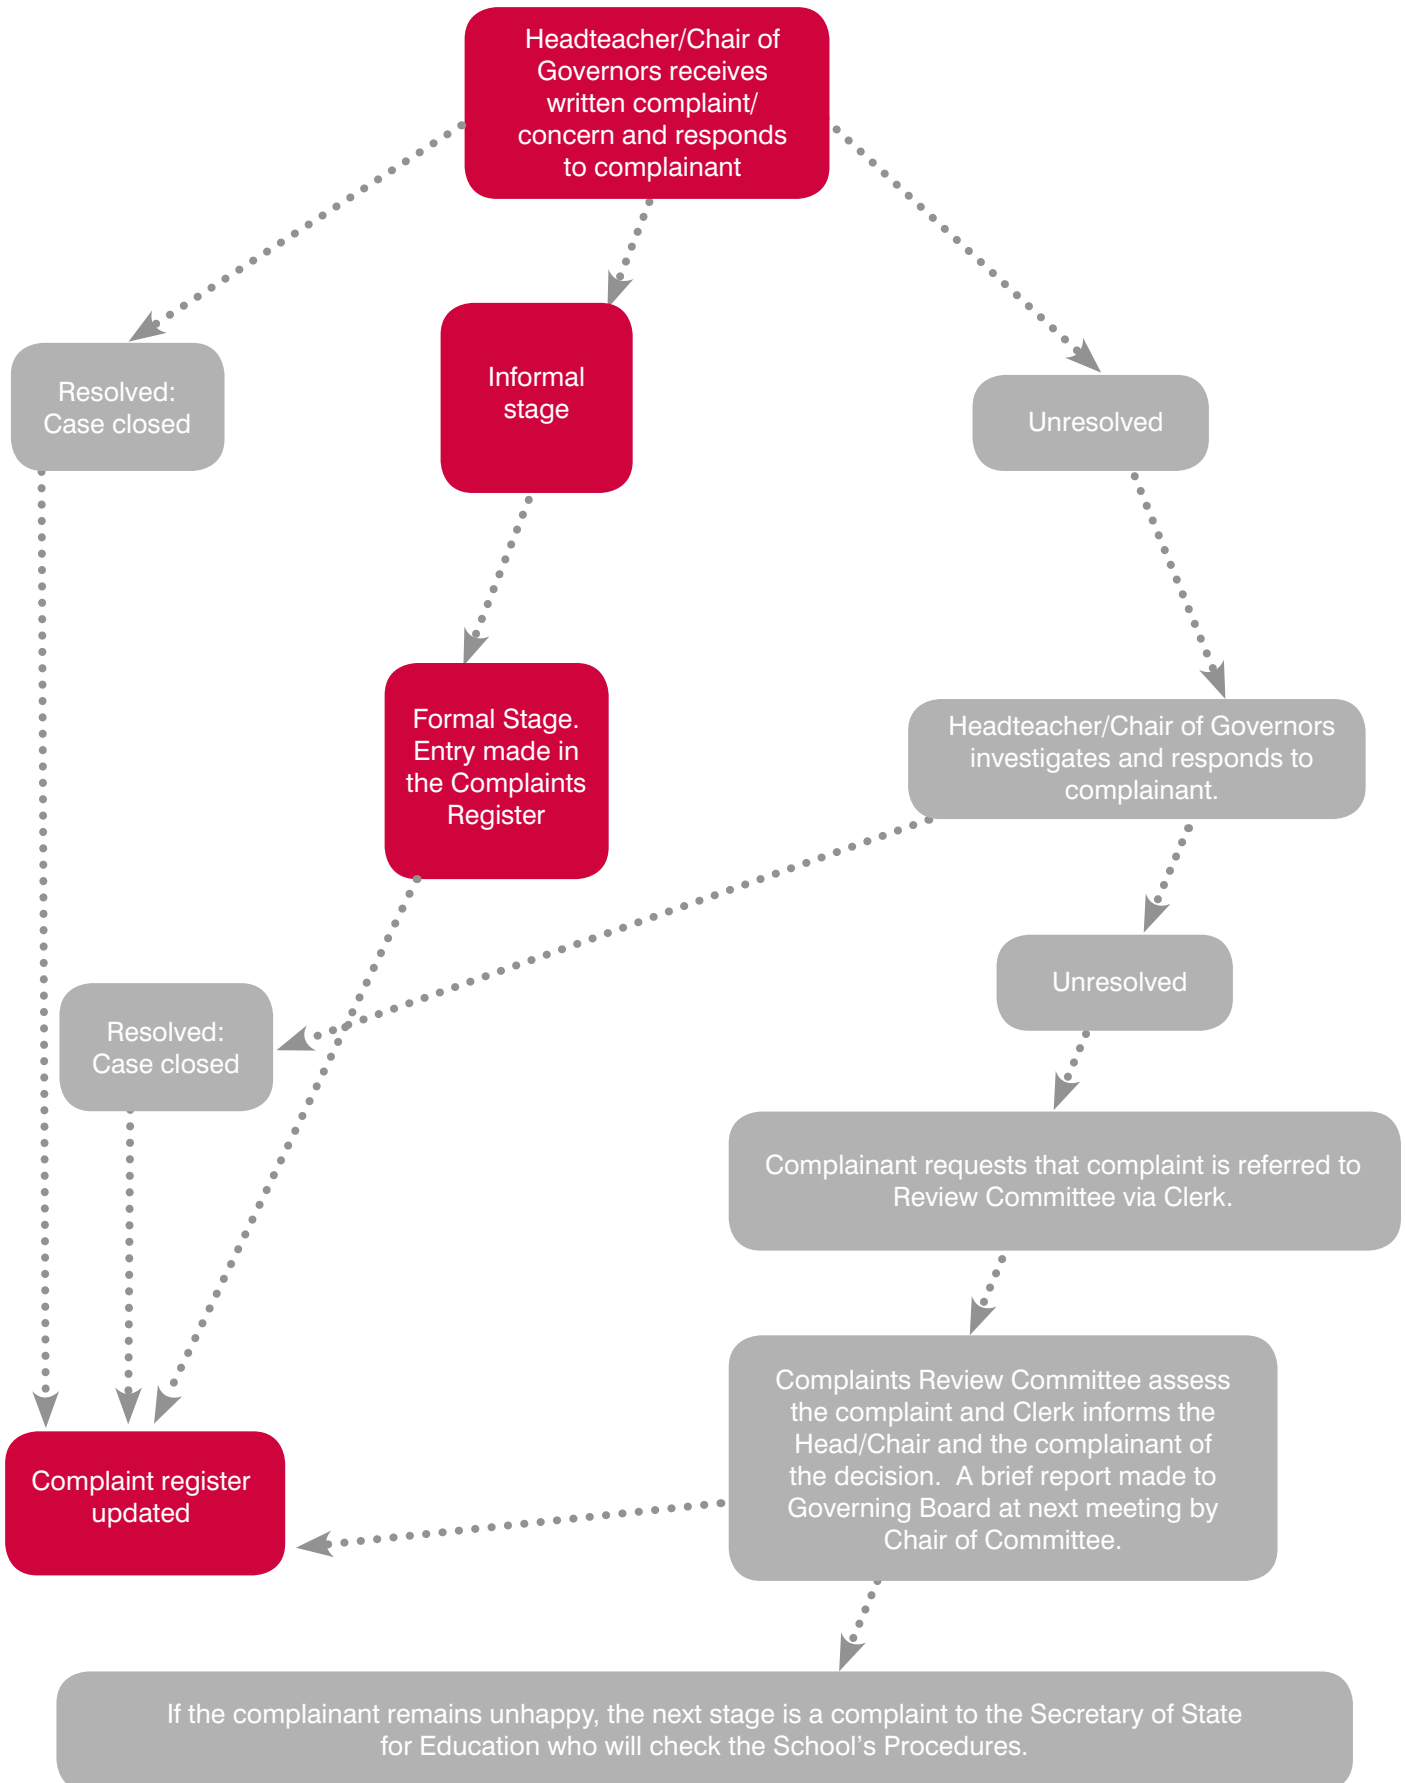 Headteacher/Chair of
Governors receives
written complaint/
concern and responds
to complainant
Resolved:
Case closed
Informal
stage
Unresolved
Formal Stage.
Entry made in
the Complaints
Register
Headteacher/Chair of Governors
investigates and responds to
complainant.
Resolved:
Case closed
Unresolved
Complainant requests that complaint is referred to
Review Committee via Clerk.
Complaints Review Committee assess
the complaint and Clerk informs the
Head/Chair and the complainant of
the decision.  A brief report made to
Governing Board at next meeting by
Chair of Committee.
Complaint register
updated
If the complainant remains unhappy, the next stage is a complaint to the Secretary of State
for Education who will check the School’s Procedures.